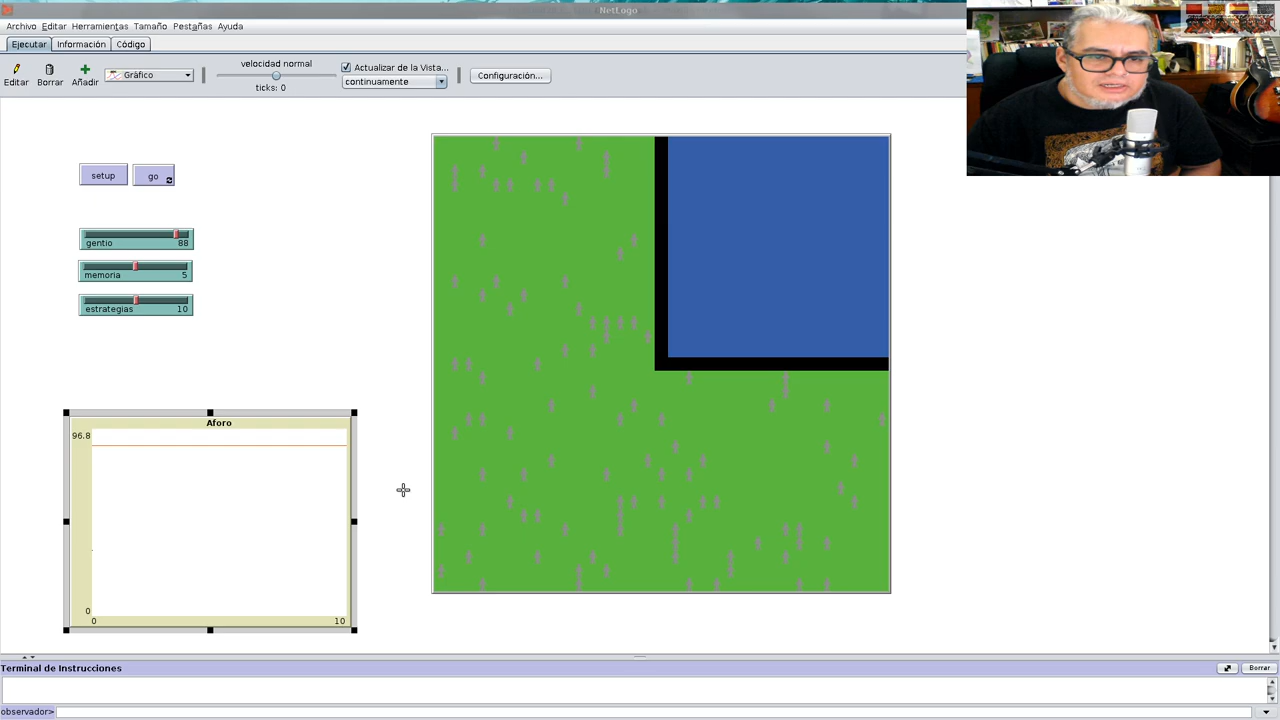 NetLogo
Archivo Editar Herramientas Tamaño Pestañas Ayuda
Ejecutar Información Código
Editar Borrar Añadir
Gráfico
velocidad normal
ticks: 0
Actualizar de la Vista...
continuamente
Configuración...
setup go
gentio 88
memoria 5
estrategias 10
Aforo
96.8
0
0 10
Terminal de Instrucciones
Borrar
observador>